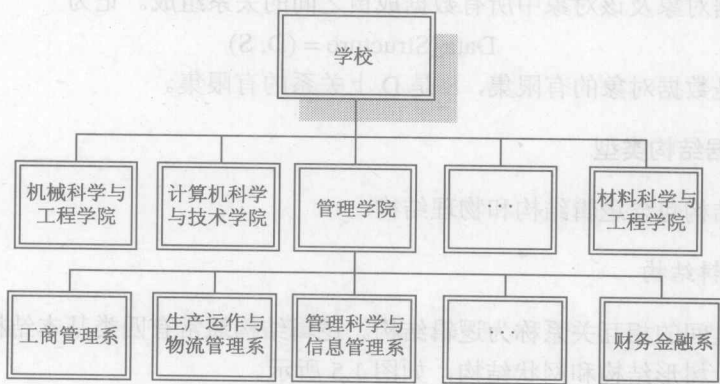 学校
机械科学与
工程学院
计算机科学
与技术学院
管理学院
材料科学与
工程学院
工商管理系
生产运作与
物流管理系
管理科学与
信息管理系
财务金融系